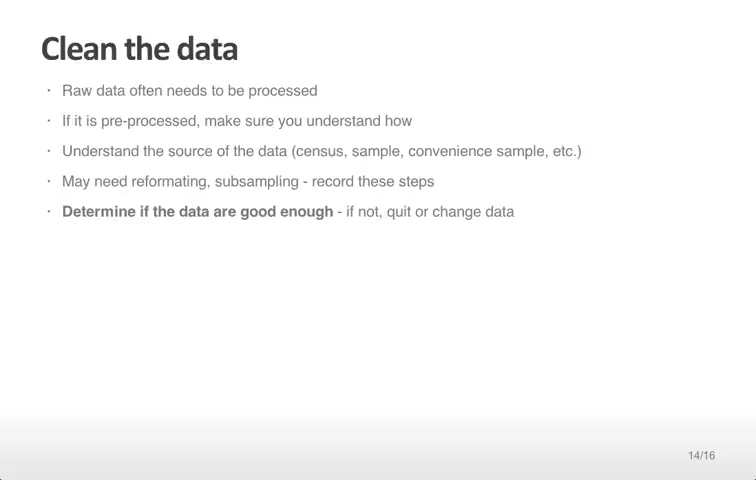 Clean the data
· Raw data often needs to be processed
· If it is pre-processed, make sure you understand how
· Understand the source of the data (census, sample, convenience sample, etc.)
· May need reformating, subsampling - record these steps
· Determine if the data are good enough - if not, quit or change data
14/16